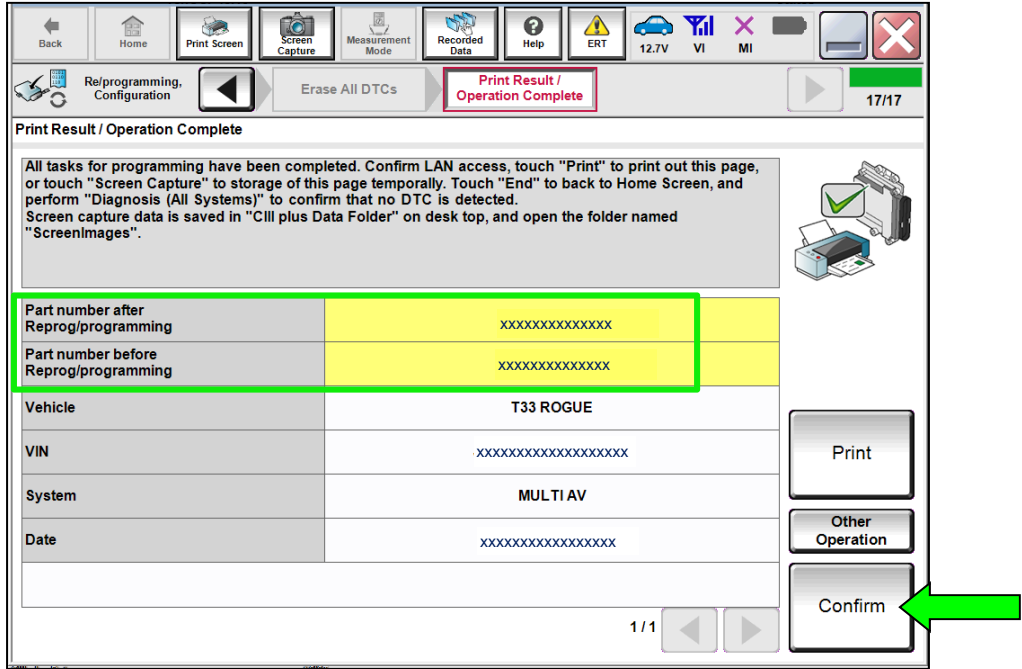 Back
Home
Print Screen
Screen
Capture
Measurement
Mode
Recorded
Data
Help
ERT
12.7V
VI
MI
Re/programming,
Configuration
Erase All DTCs
Print Result /
Operation Complete
17/17
Print Result / Operation Complete
All tasks for programming have been completed. Confirm LAN access, touch "Print" to print out this page,
or touch "Screen Capture" to storage of this page temporally. Touch "End" to back to Home Screen, and
perform "Diagnosis (All Systems)" to confirm that no DTC is detected.
Screen capture data is saved in "CIII plus Data Folder" on desk top, and open the folder named
"ScreenImages".
Part number after
Reprog/programming
XXXXXXXXXXXXXX
Part number before
Reprog/programming
XXXXXXXXXXXXXX
Vehicle
T33 ROGUE
VIN
XXXXXXXXXXXXXXXXXXX
System
MULTI AV
Date
XXXXXXXXXXXXXXXXX
Print
Other
Operation
Confirm
1/1